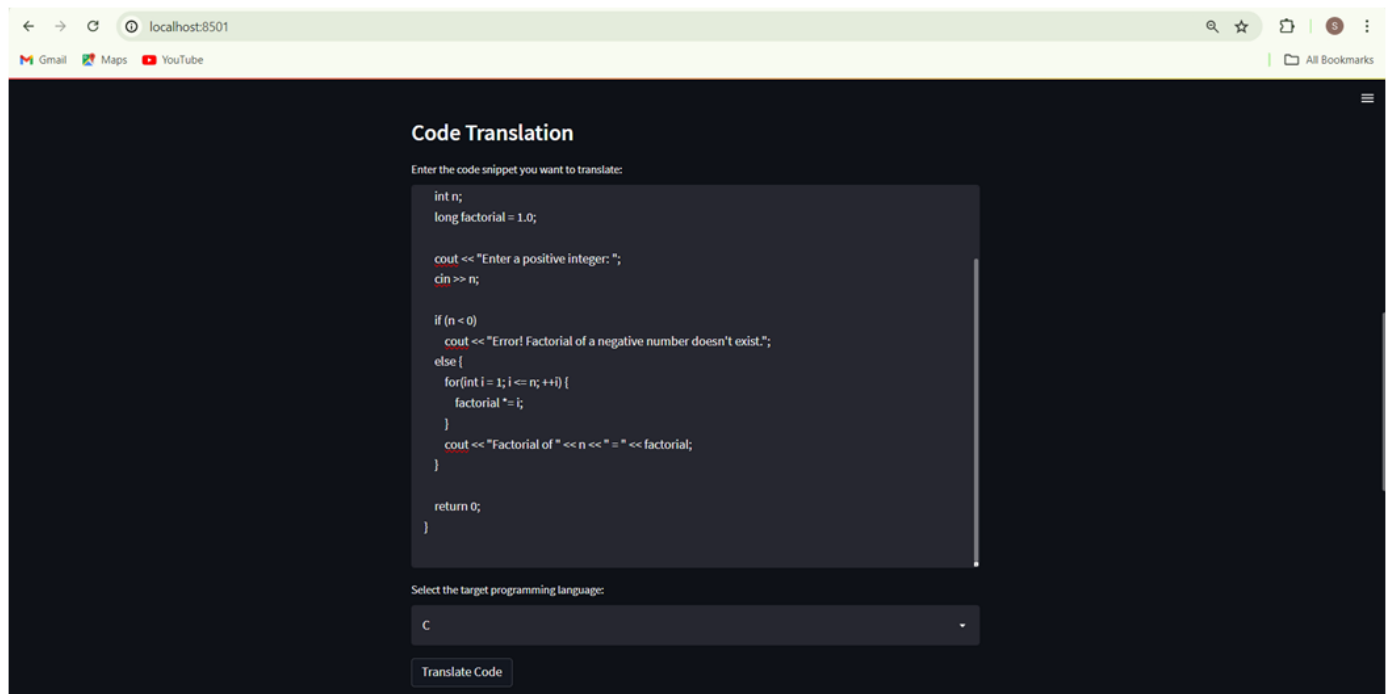 localhost:8501
S
Gmail Maps YouTube All Bookmarks
Code Translation
Enter the code snippet you want to translate:
int n;
long factorial = 1.0;
cout << "Enter a positive integer: ";
cin >> n;
if (n < 0)
cout << "Error! Factorial of a negative number doesn't exist.";
else {
for(int i = 1; i <= n; ++i) {
factorial *= i;
}
cout << "Factorial of " << n << " = " << factorial;
}
return 0;
}
Select the target programming language:
C
Translate Code